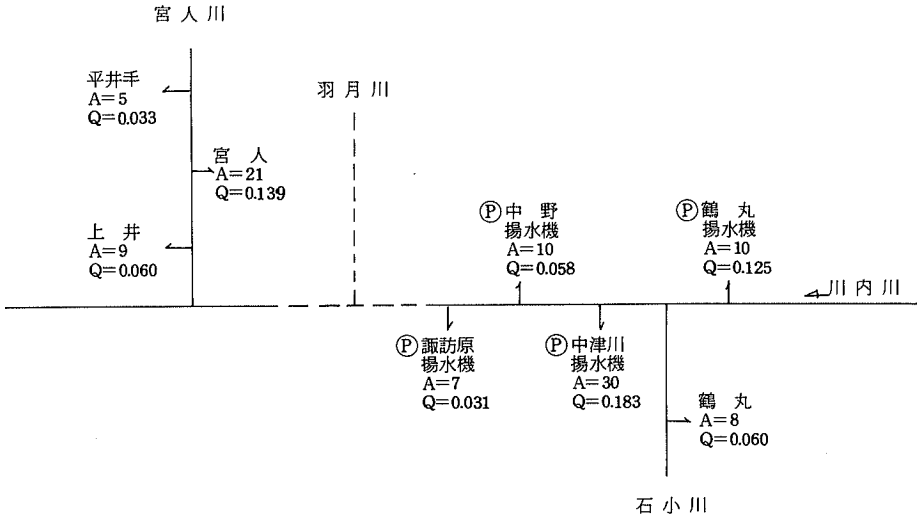 宮人川
平井手
A=5
Q=0.033
羽月川
宮人
A=21
Q=0.139
上井
A=9
Q=0.060
Ⓟ中野
揚水機
A=10
Q=0.058
Ⓟ鶴丸
揚水機
A=10
Q=0.125
川内川
Ⓟ諏訪原
揚水機
A=7
Q=0.031
Ⓟ中津川
揚水機
A=30
Q=0.183
鶴丸
A=8
Q=0.060
石小川